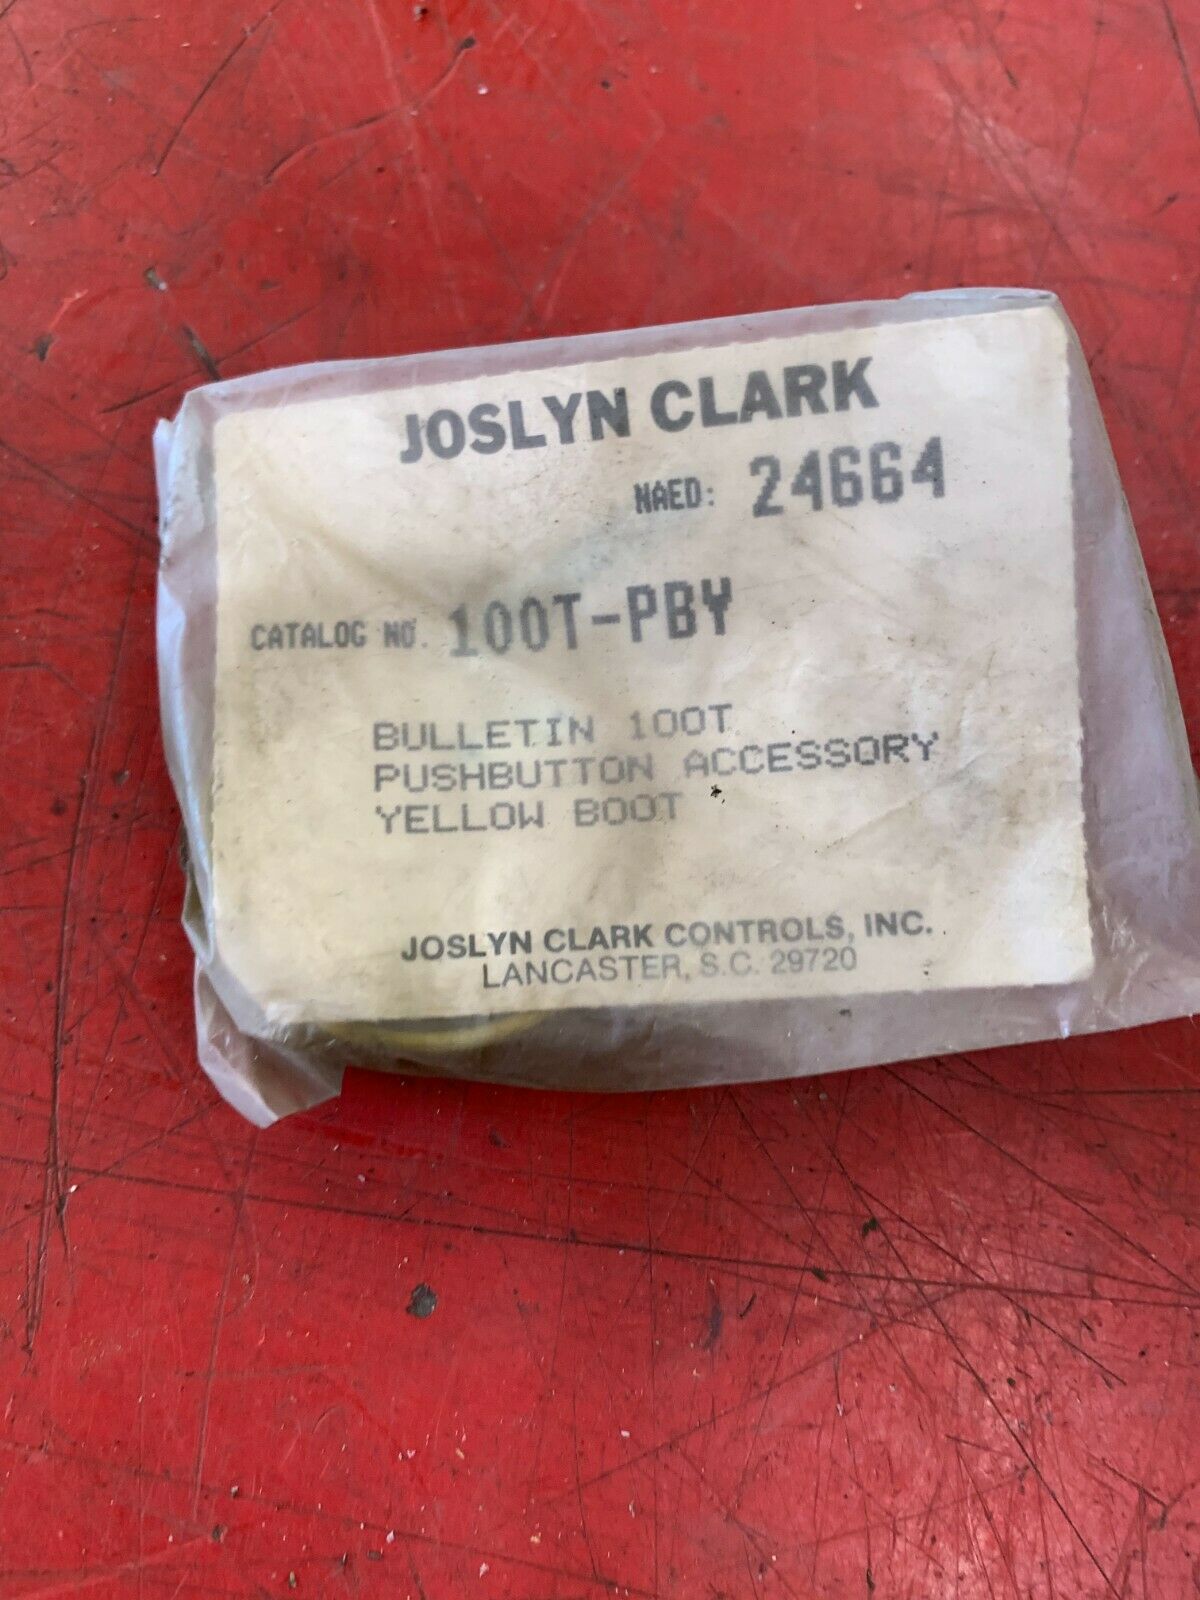 JOSLYN CLARK
NAED: 24664
CATALOG NO. 100T-PBY
BULLETIN 100T
PUSHBUTTON ACCESSORY
YELLOW BOOT
JOSLYN CLARK CONTROLS, INC.
LANCASTER, S.C. 29720